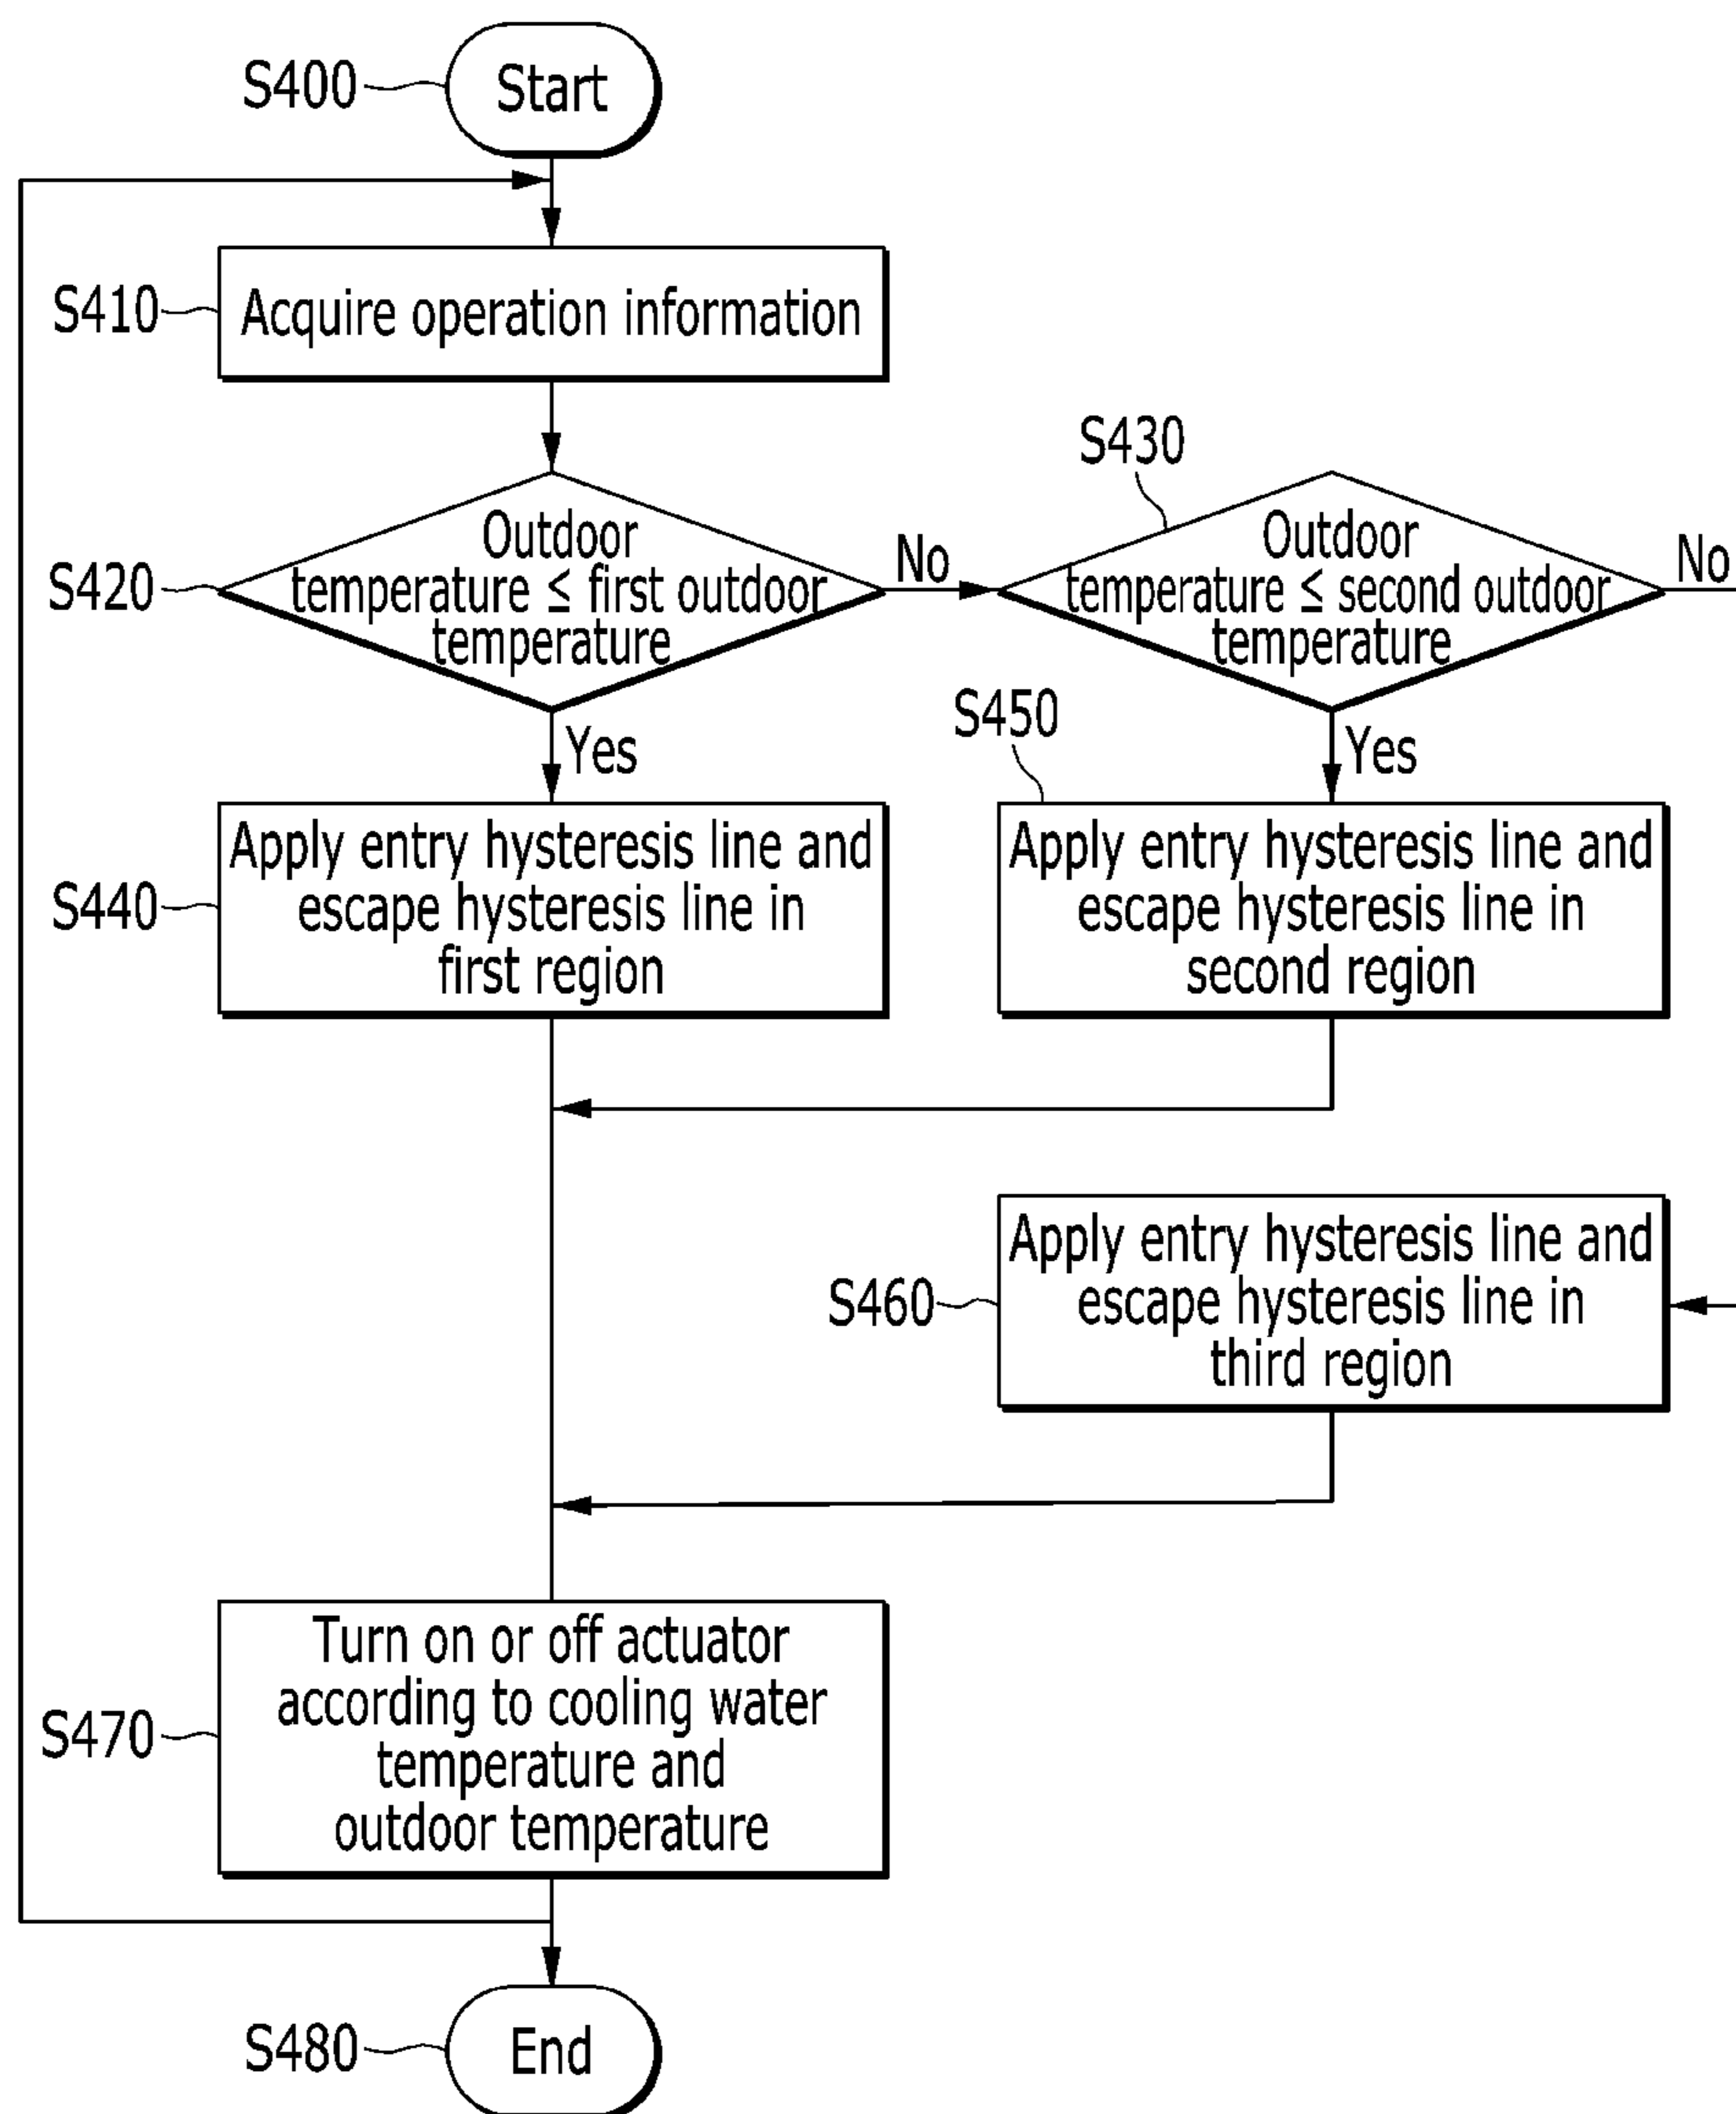 S400
Start
S410
Acquire operation information
S420
Outdoor
temperature ≤ first outdoor
temperature
No
S430
Outdoor
temperature ≤ second outdoor
temperature
No
Yes
S440
Apply entry hysteresis line and
escape hysteresis line in
first region
S450
Yes
Apply entry hysteresis line and
escape hysteresis line in
second region
S460
Apply entry hysteresis line and
escape hysteresis line in
third region
S470
Turn on or off actuator
according to cooling water
temperature and
outdoor temperature
S480
End